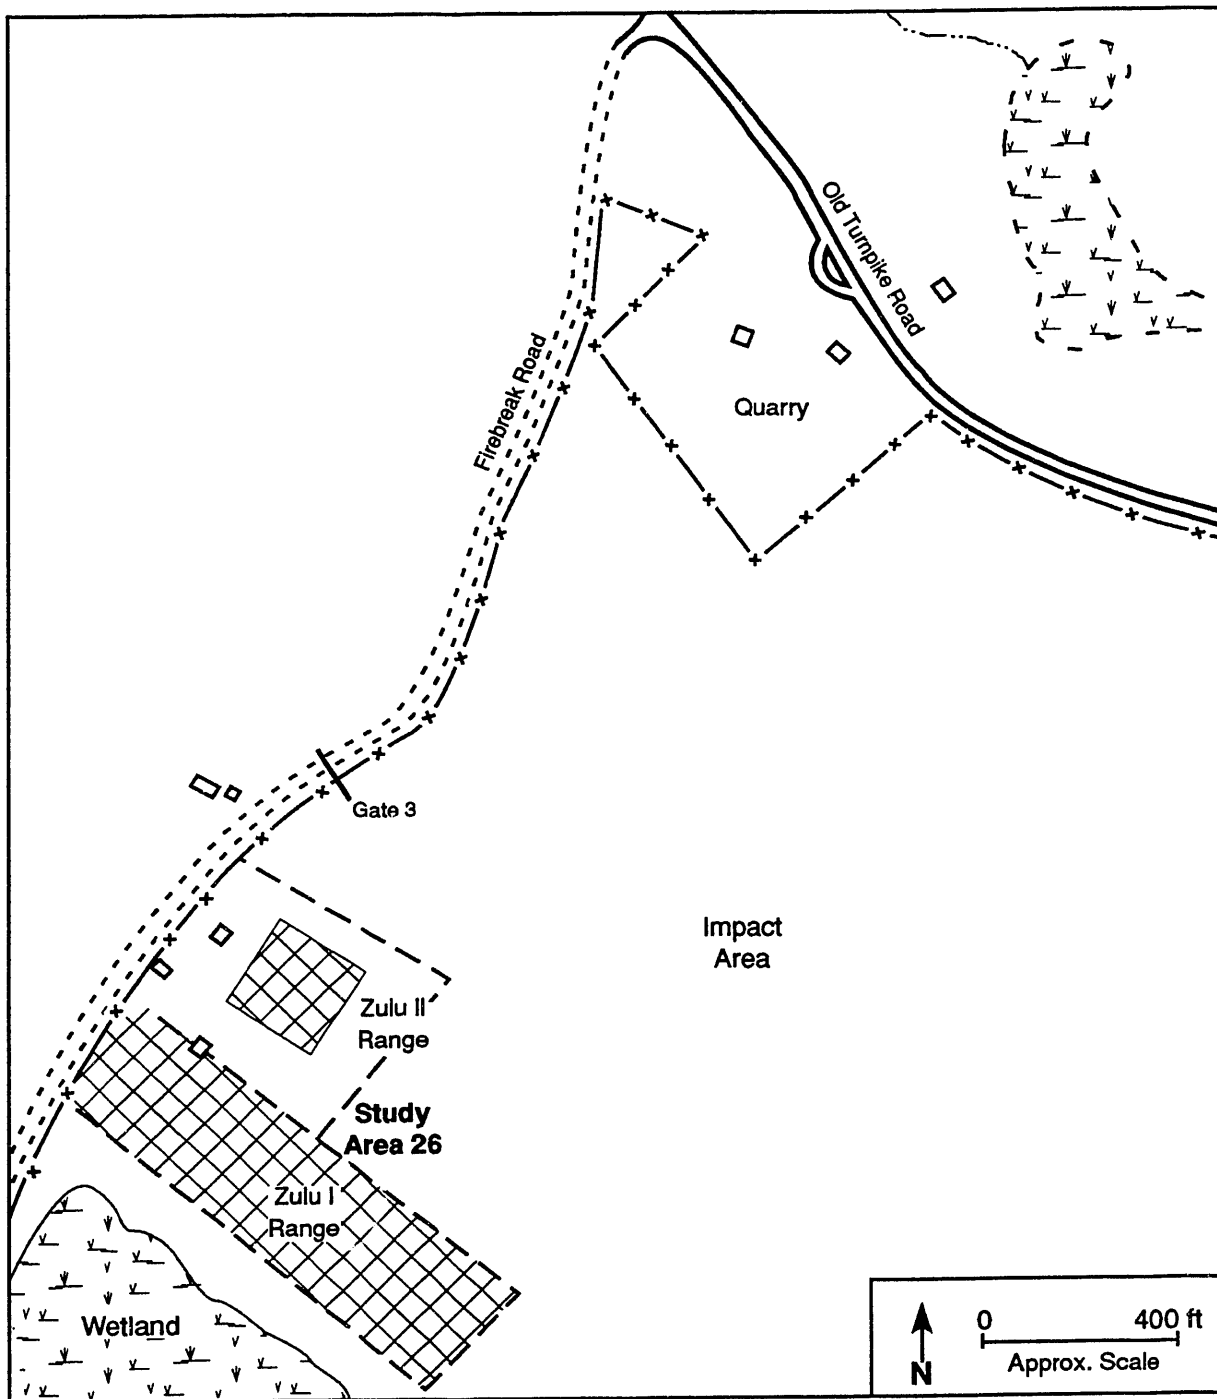 Old Turnpike Road
Firebreak Road
Quarry
Gate 3
Impact
Area
Zulu II
Range
Study
Area 26
Zulu I
Range
Wetland
N
0 400 ft
Approx. Scale